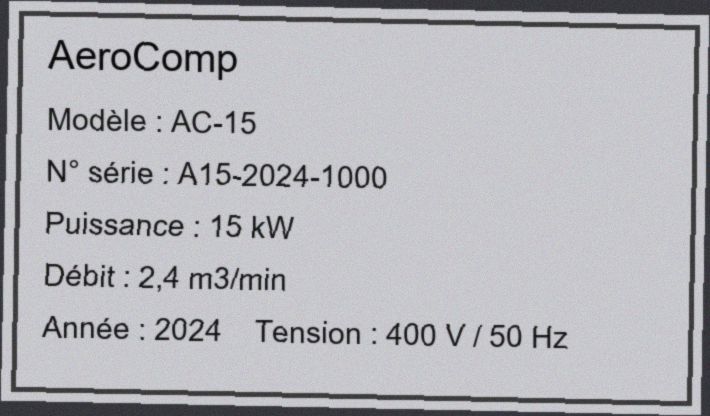 AeroComp
Modèle : AC-15
N° série : A15-2024-1000
Puissance : 15 kW
Débit : 2,4 m3/min
Année : 2024 Tension : 400 V / 50 Hz